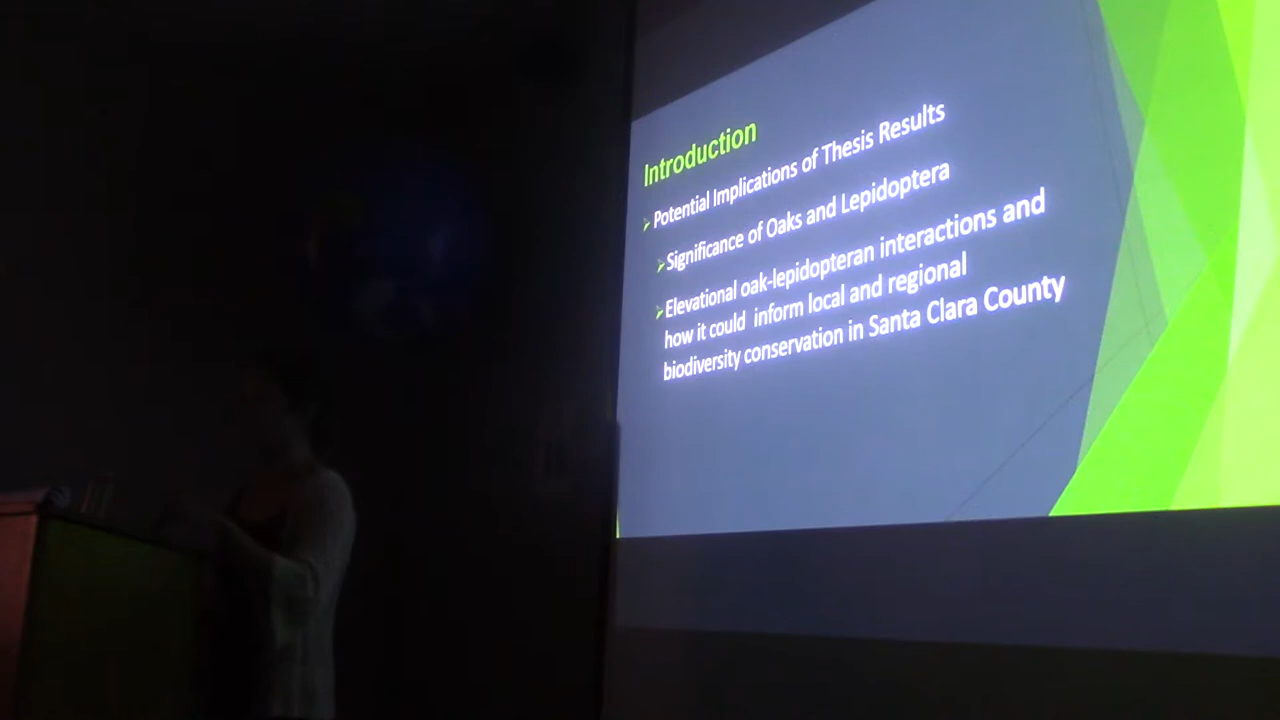 Introduction
Potential Implications of Thesis Results
Significance of Oaks and Lepidoptera
Elevational oak-lepidopteran interactions and
how it could inform local and regional
biodiversity conservation in Santa Clara County